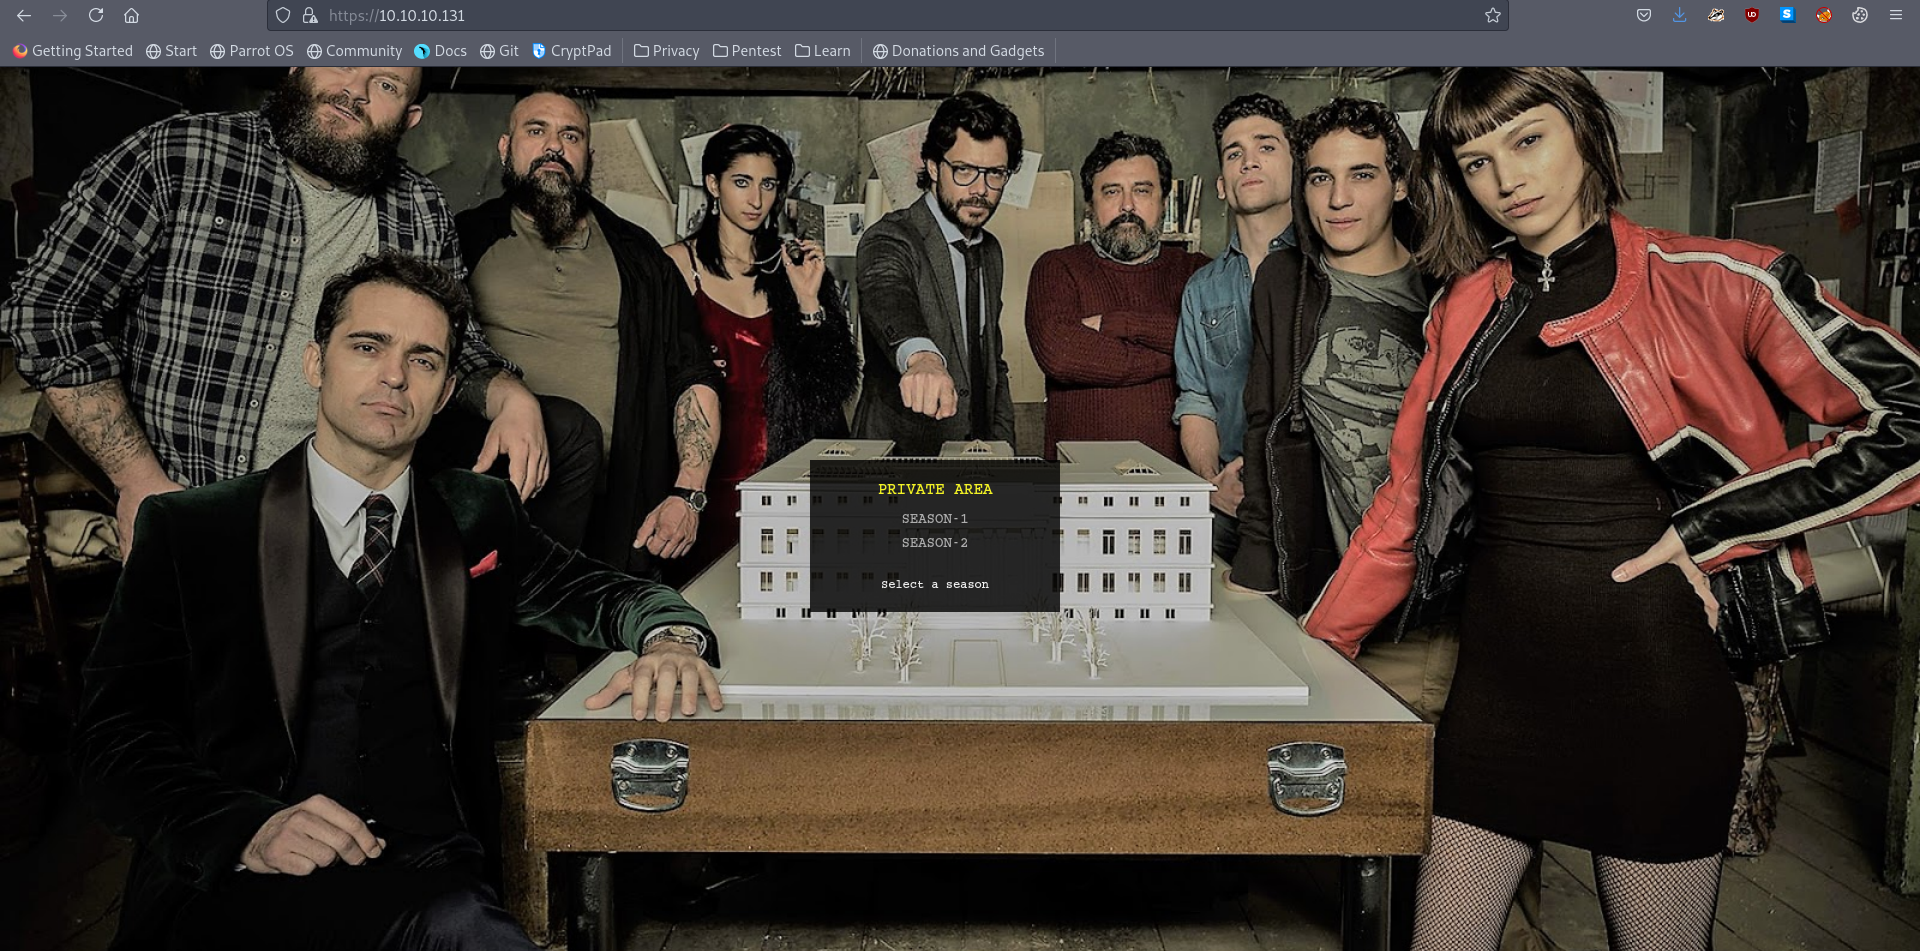 https://10.10.10.131
Getting Started Start Parrot OS Community Docs Git CryptPad Privacy Pentest Learn Donations and Gadgets
PRIVATE AREA
SEASON-1
SEASON-2
Select a season